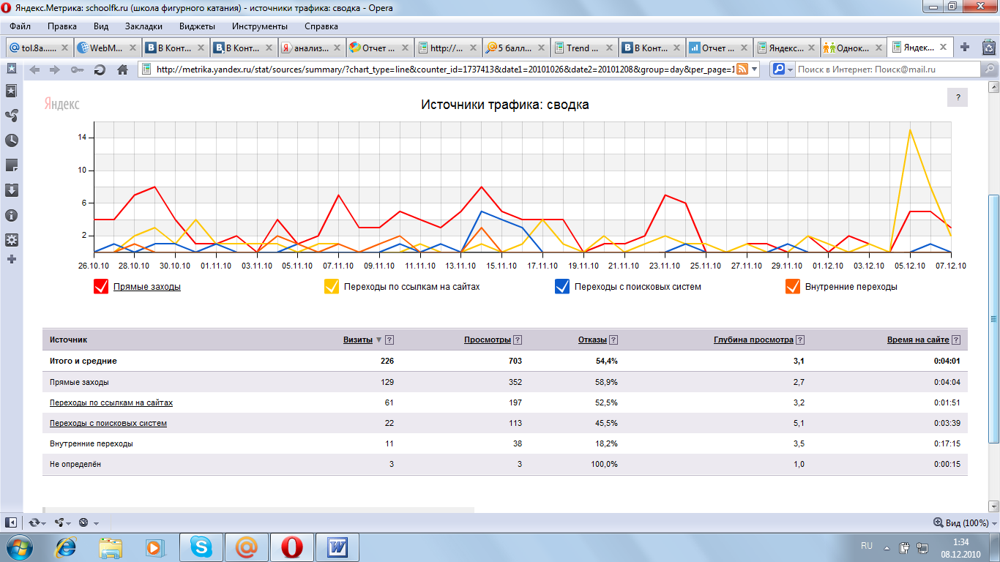 Яндекс.Метрика: schoolfk.ru (школа фигурного катания) - источники трафика: сводка - Opera
Файл Правка Вид Закладки Виджеты Инструменты Справка
tol.8a...... WebM... В Конт... В Конт... анализ... Отчет ... http://... 5 балл... Trend ... В Конт... Отчет ... Яндекс... Однок... Яндек...
http://metrika.yandex.ru/stat/sources/summary/?chart_type=line&counter_id=1737413&date1=20101026&date2=20101208&group=day&per_page=1 Поиск в Интернет: Поиск@mail.ru
Яндекс
Источники трафика: сводка
?
14
10
6
2
26.10.10 28.10.10 30.10.10 01.11.10 03.11.10 05.11.10 07.11.10 09.11.10 11.11.10 13.11.10 15.11.10 17.11.10 19.11.10 21.11.10 23.11.10 25.11.10 27.11.10 29.11.10 01.12.10 03.12.10 05.12.10 07.12.10
Прямые заходы Переходы по ссылкам на сайтах Переходы с поисковых систем Внутренние переходы
Источник Визиты ▼ ? Просмотры ? Отказы ? Глубина просмотра ? Время на сайте ?
Итого и средние 226 703 54,4% 3,1 0:04:01
Прямые заходы 129 352 58,9% 2,7 0:04:04
Переходы по ссылкам на сайтах 61 197 52,5% 3,2 0:01:51
Переходы с поисковых систем 22 113 45,5% 5,1 0:03:39
Внутренние переходы 11 38 18,2% 3,5 0:17:15
Не определён 3 3 100,0% 1,0 0:00:15
Вид (100%)
RU 1:34
08.12.2010